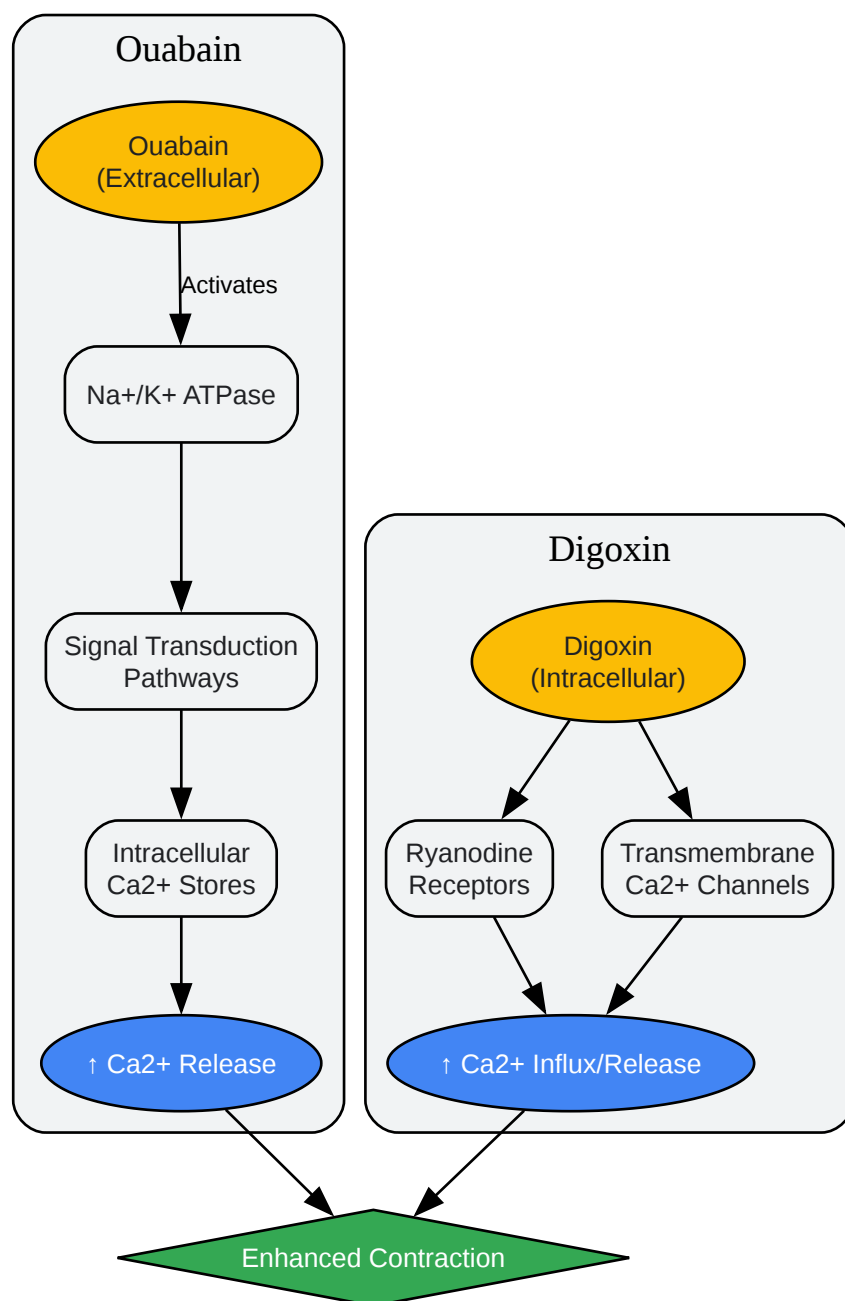 Ouabain
Ouabain
(Extracellular)
Activates
Na+/K+ ATPase
Signal Transduction
Pathways
Intracellular
Ca2+ Stores
↑ Ca2+ Release
Digoxin
Digoxin
(Intracellular)
Ryanodine
Receptors
Transmembrane
Ca2+ Channels
↑ Ca2+ Influx/Release
Enhanced Contraction